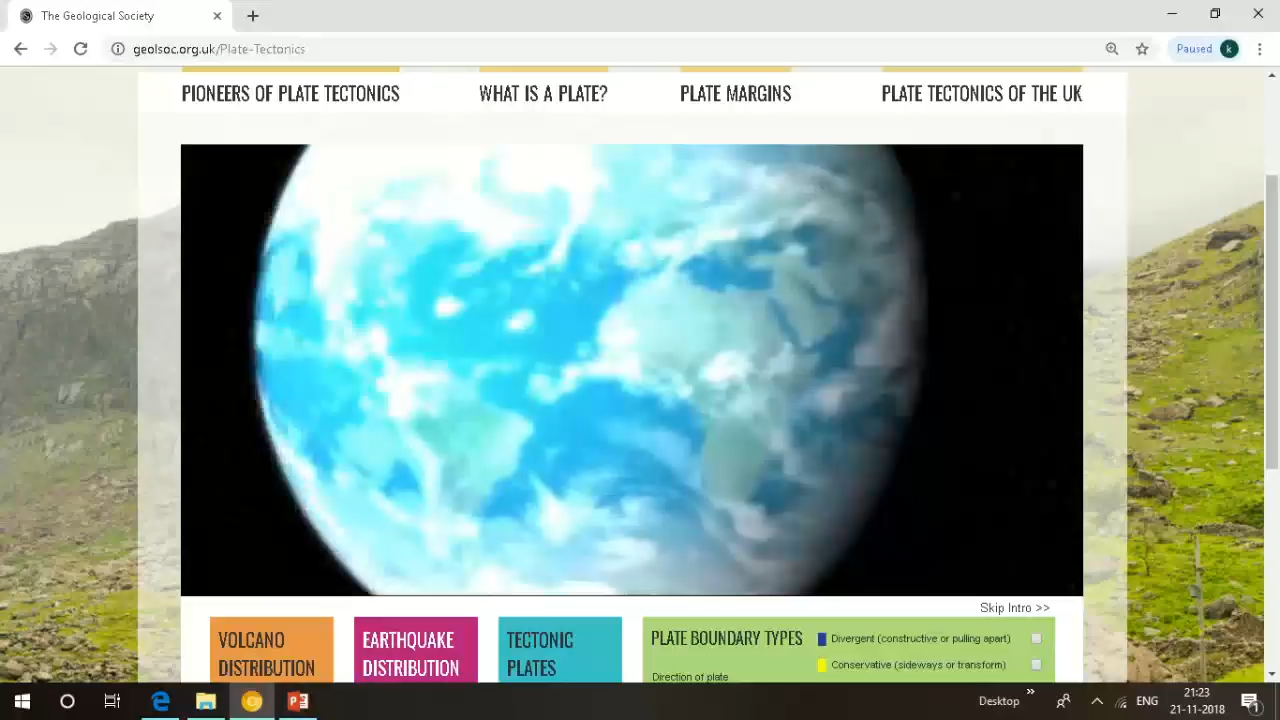 The Geological Society
geolsoc.org.uk/Plate-Tectonics
Paused
k
PIONEERS OF PLATE TECTONICS
WHAT IS A PLATE?
PLATE MARGINS
PLATE TECTONICS OF THE UK
Skip Intro >>
VOLCANO
DISTRIBUTION
EARTHQUAKE
DISTRIBUTION
TECTONIC
PLATES
PLATE BOUNDARY TYPES
Divergent (constructive or pulling apart)
Conservative (sideways or transform)
Direction of plate
Desktop
ENG
21:23
21-11-2018
1